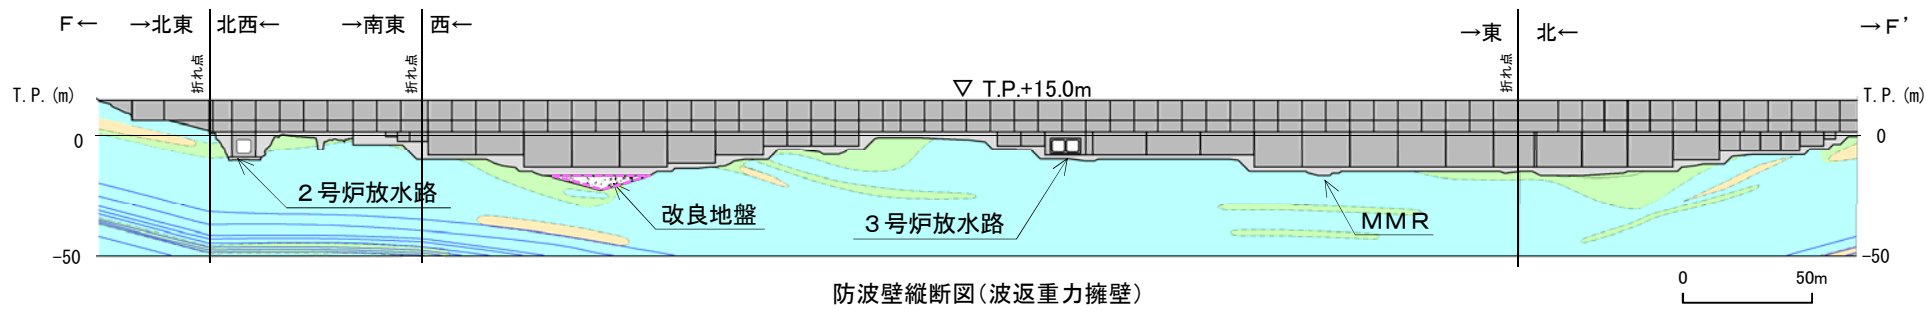 F← →北東 北西← →南東 西← →東 北← →F'
折れ点 折れ点 折れ点
T.P.(m) ▽ T.P.+15.0m T.P.(m)
0 0
2号炉放水路 改良地盤 3号炉放水路 MMR
-50 -50
防波壁縦断図(波返重力擁壁)
0 50m